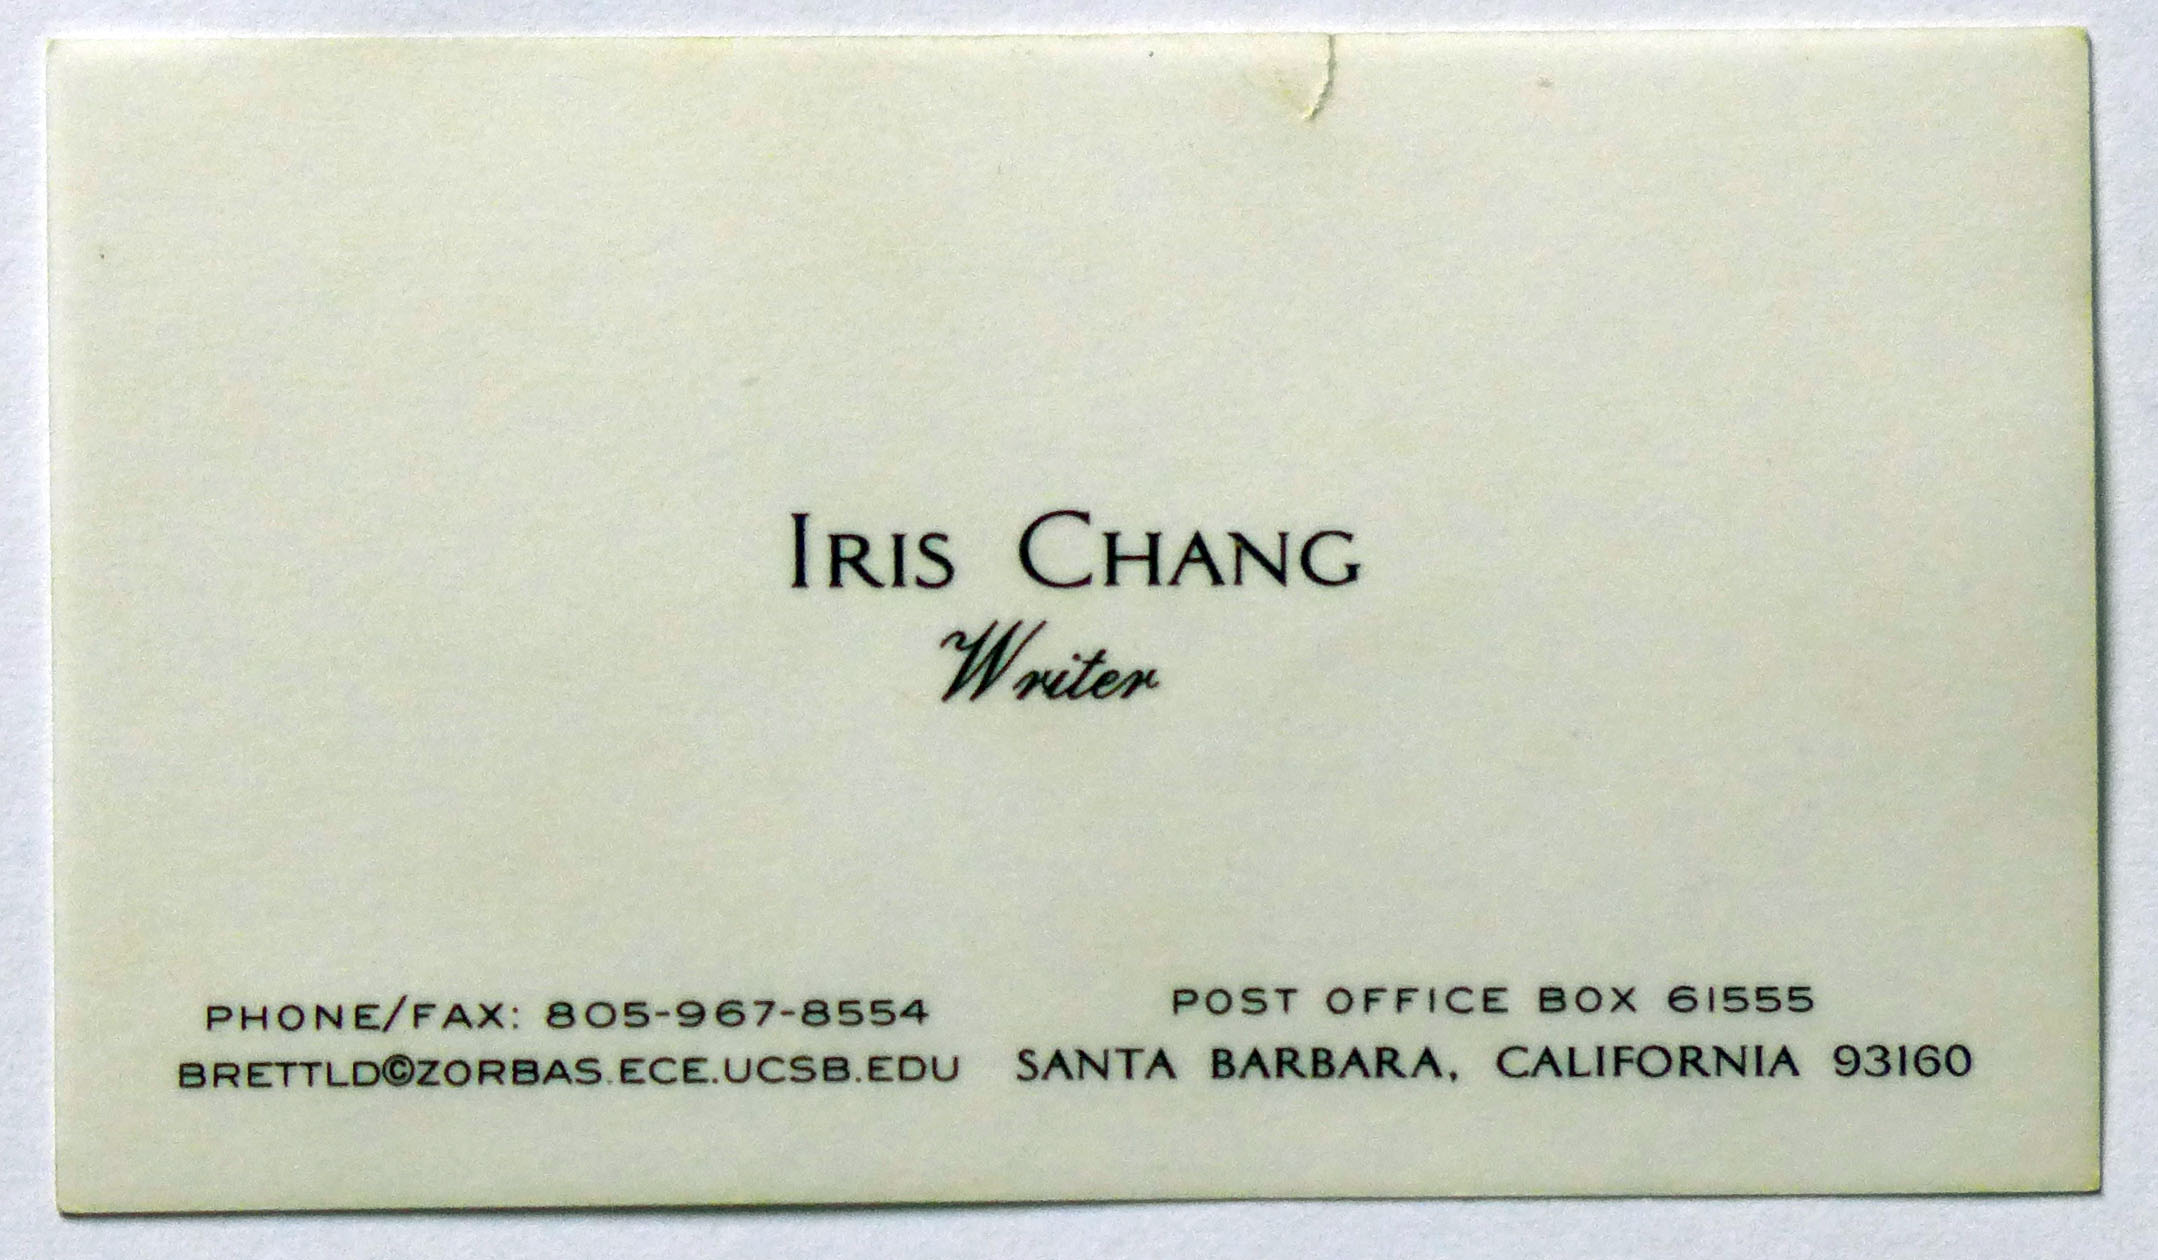 IRIS CHANG
Writer
PHONE/FAX: 805-967-8554
BRETTLD©ZORBAS.ECE.UCSB.EDU
POST OFFICE BOX 61555
SANTA BARBARA, CALIFORNIA 93160